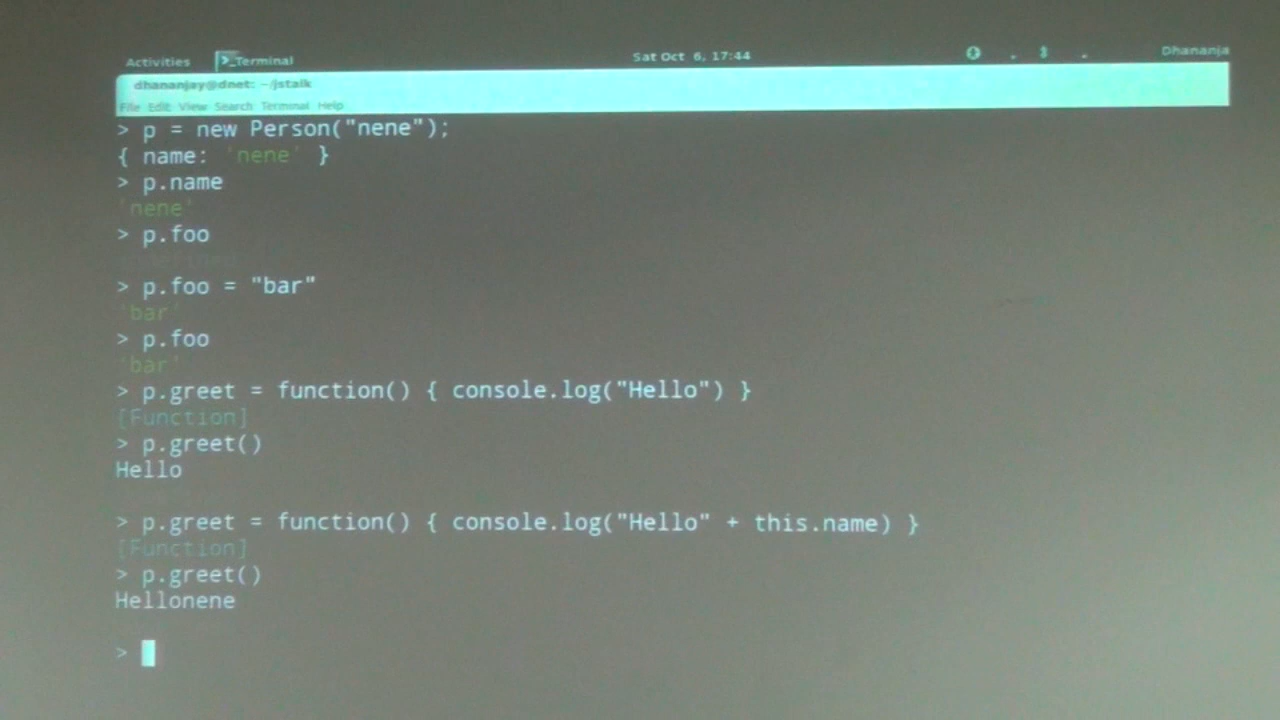 Activities >_Terminal Sat Oct 6, 17:44 Dhananja
dhananjay@dnet: ~/jstalk
File Edit View Search Terminal Help
> p = new Person("nene");
{ name: 'nene' }
> p.name
'nene'
> p.foo
> p.foo = "bar"
'bar'
> p.foo
'bar'
> p.greet = function() { console.log("Hello") }
[Function]
> p.greet()
Hello
> p.greet = function() { console.log("Hello" + this.name) }
[Function]
> p.greet()
Hellonene
>